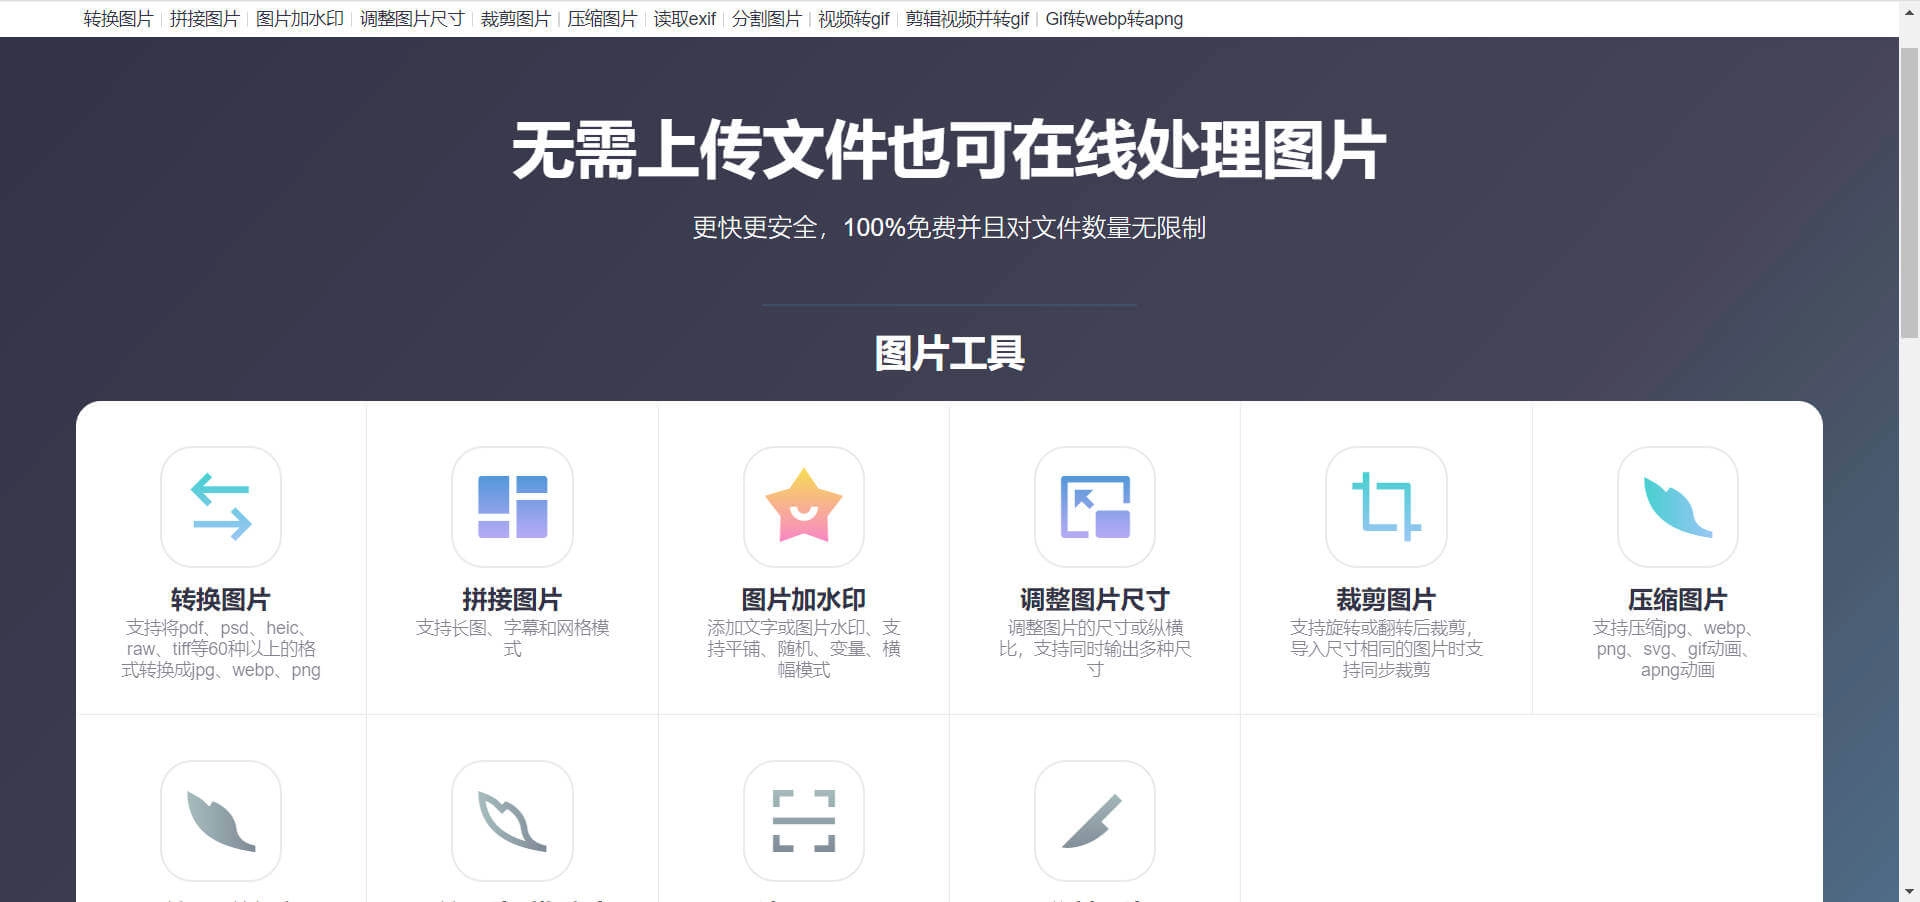 转换图片 | 拼接图片 | 图片加水印 | 调整图片尺寸 | 裁剪图片 | 压缩图片 | 读取exif | 分割图片 | 视频转gif | 剪辑视频并转gif | Gif转webp转apng
无需上传文件也可在线处理图片
更快更安全，100%免费并且对文件数量无限制
图片工具
转换图片
支持将pdf、psd、heic、
raw、tiff等60种以上的格
式转换成jpg、webp、png
拼接图片
支持长图、字幕和网格模
式
图片加水印
添加文字或图片水印、支
持平铺、随机、变量、横
幅模式
调整图片尺寸
调整图片的尺寸或纵横
比，支持同时输出多种尺
寸
裁剪图片
支持旋转或翻转后裁剪，
导入尺寸相同的图片时支
持同步裁剪
压缩图片
支持压缩jpg、webp、
png、svg、gif动画、
apng动画